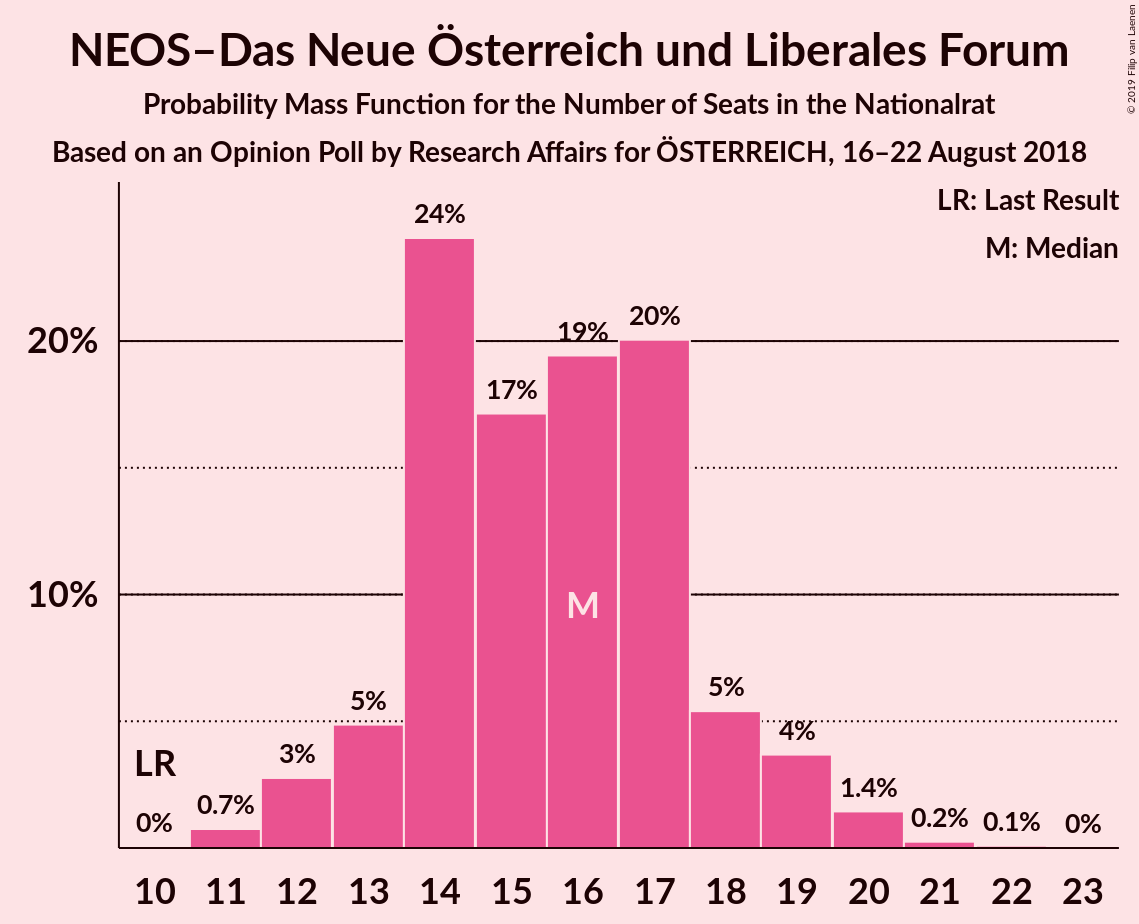 NEOS–Das Neue Österreich und Liberales Forum
Probability Mass Function for the Number of Seats in the Nationalrat
Based on an Opinion Poll by Research Affairs for ÖSTERREICH, 16–22 August 2018
© 2019 Filip van Laenen
LR: Last Result
M: Median
20%
10%
LR
0%
0.7%
3%
5%
24%
17%
19%
20%
5%
4%
1.4%
0.2%
0.1%
0%
M
10 11 12 13 14 15 16 17 18 19 20 21 22 23